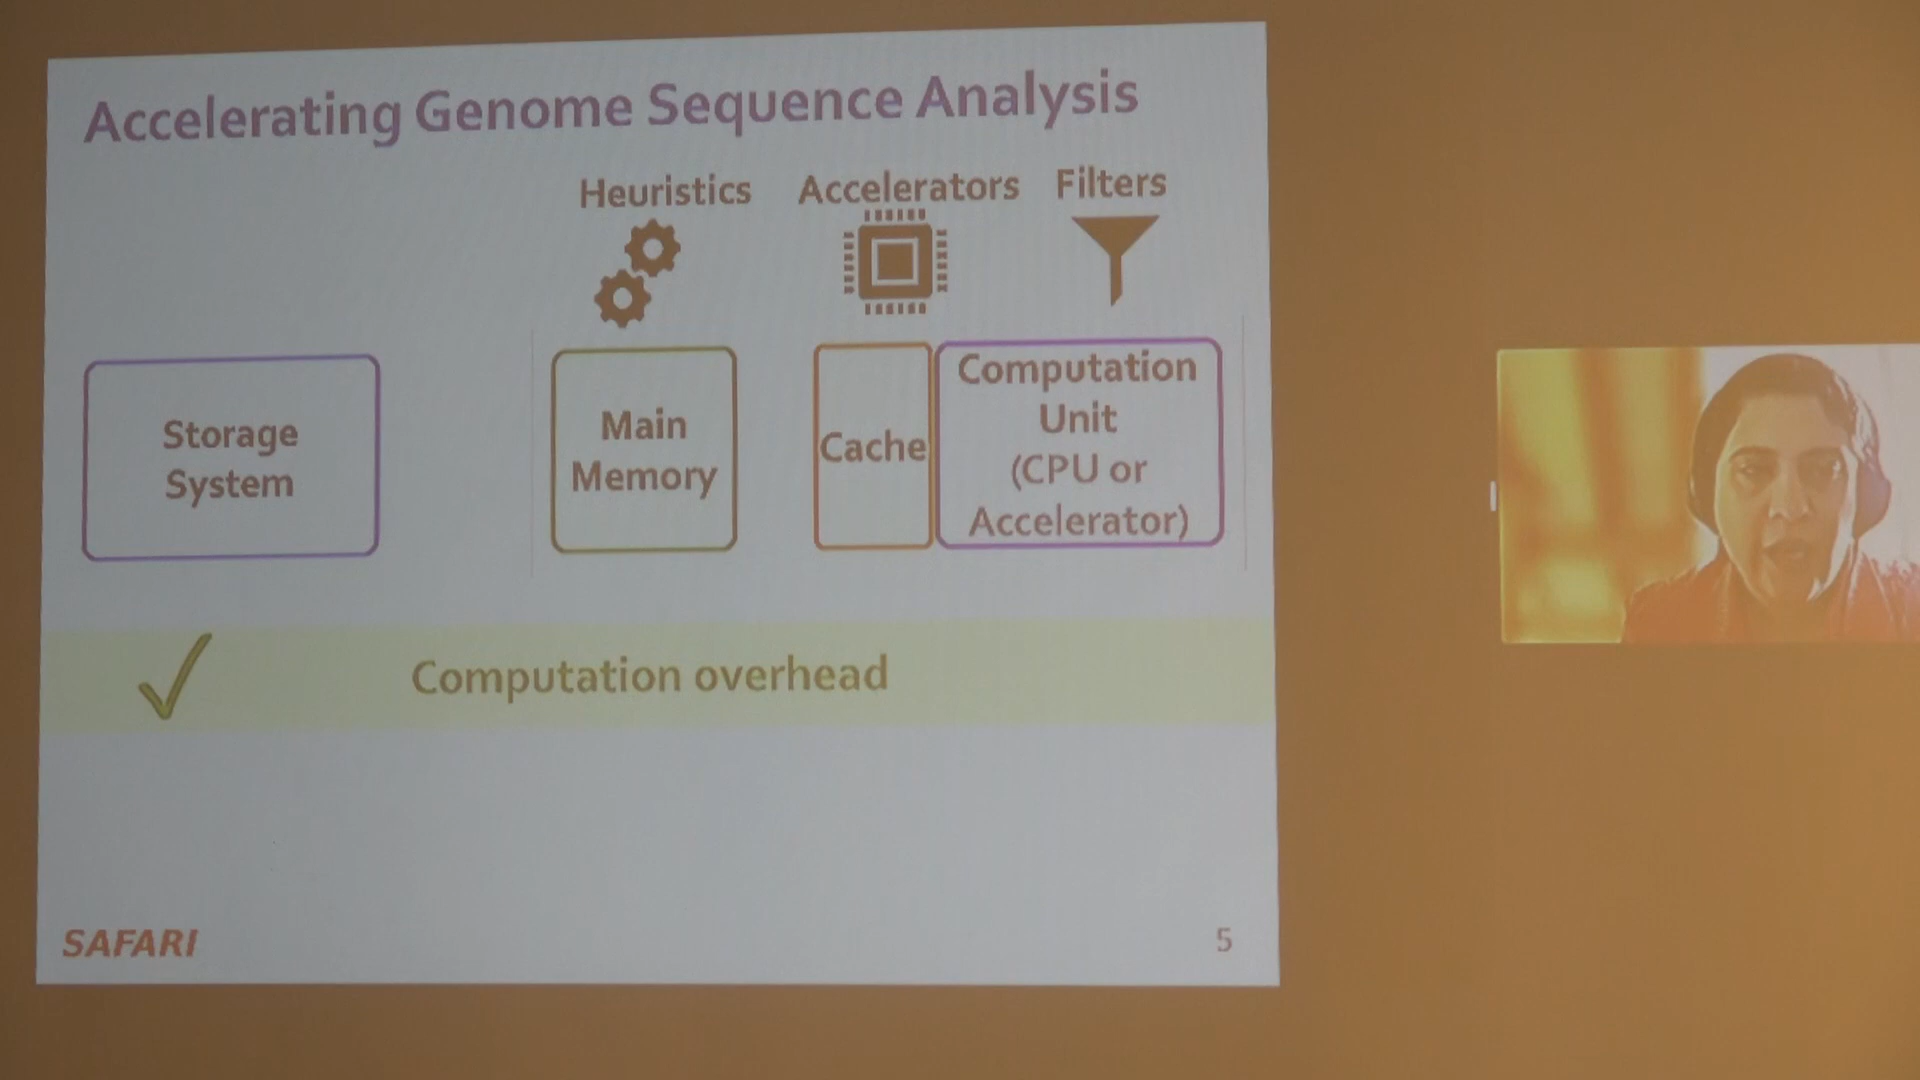 Accelerating Genome Sequence Analysis
Heuristics
Accelerators
Filters
Storage
System
Main
Memory
Cache
Computation
Unit
(CPU or
Accelerator)
Computation overhead
SAFARI
5